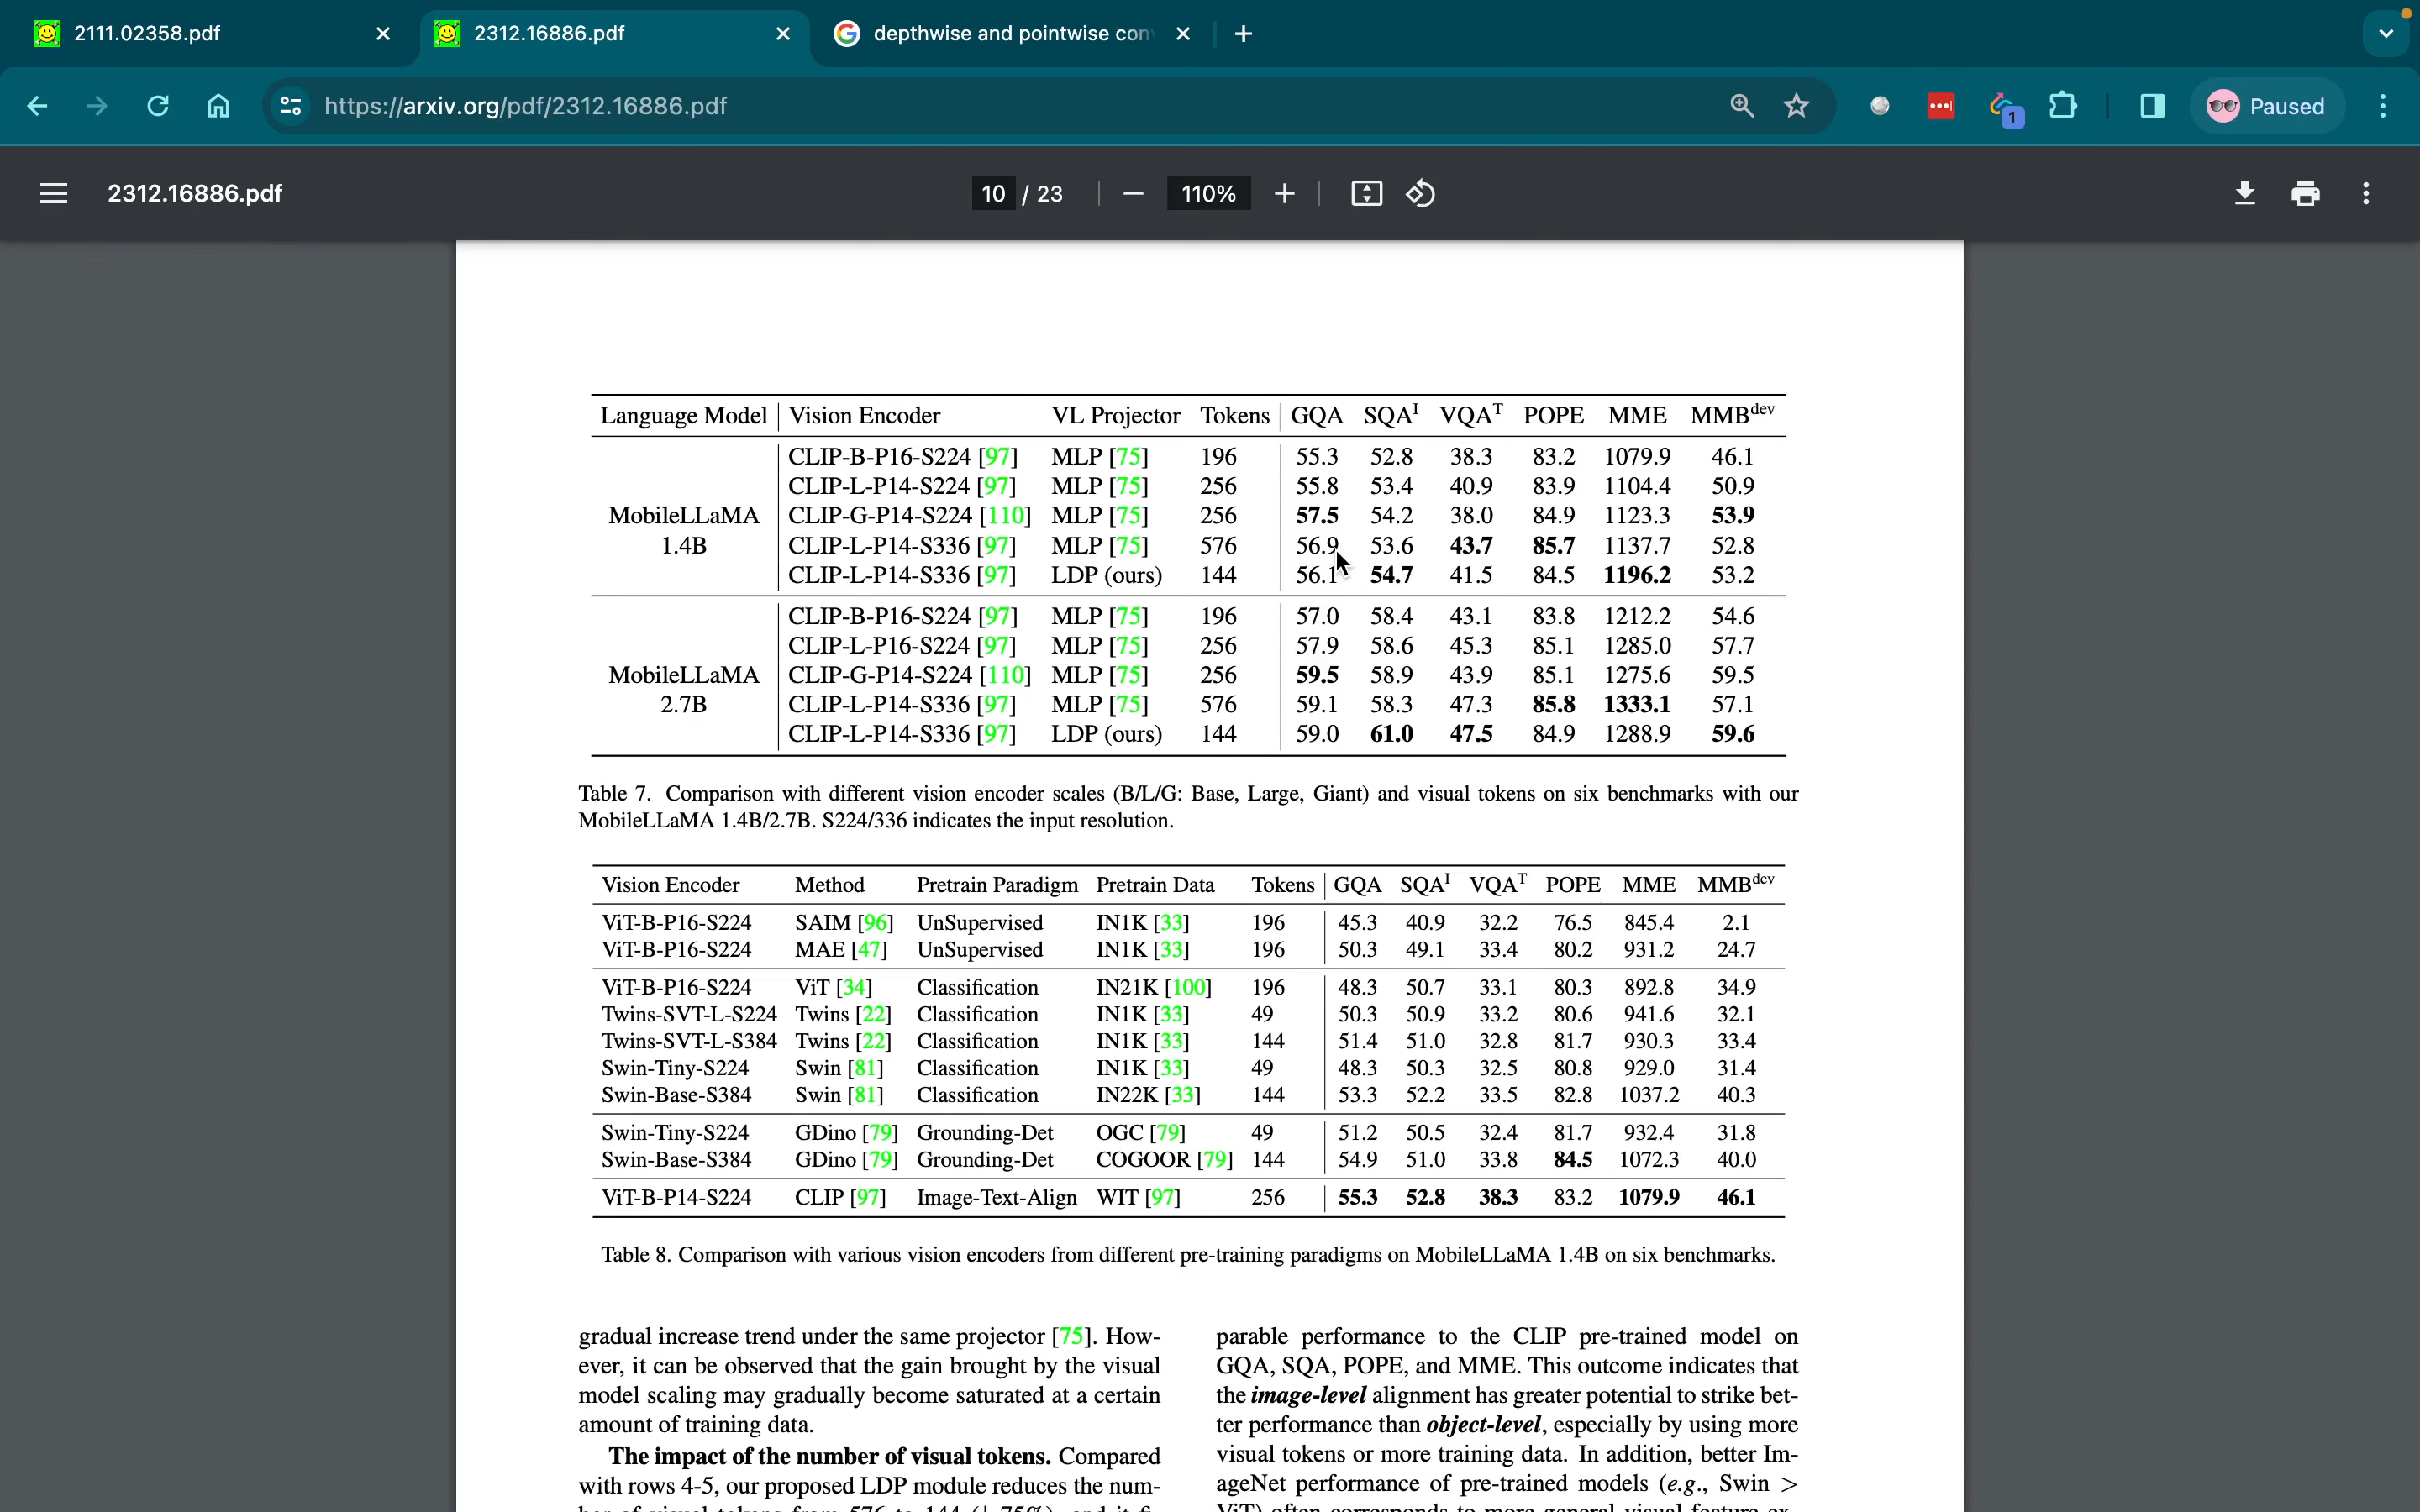 2111.02358.pdf
2312.16886.pdf
depthwise and pointwise con
https://arxiv.org/pdf/2312.16886.pdf
1
Paused
2312.16886.pdf
10 / 23
110%
Language Model Vision Encoder VL Projector Tokens GQA SQA^I VQA^T POPE MME MMB^dev
CLIP-B-P16-S224 [97] MLP [75] 196 55.3 52.8 38.3 83.2 1079.9 46.1
CLIP-L-P14-S224 [97] MLP [75] 256 55.8 53.4 40.9 83.9 1104.4 50.9
MobileLLaMA CLIP-G-P14-S224 [110] MLP [75] 256 57.5 54.2 38.0 84.9 1123.3 53.9
1.4B CLIP-L-P14-S336 [97] MLP [75] 576 56.9 53.6 43.7 85.7 1137.7 52.8
CLIP-L-P14-S336 [97] LDP (ours) 144 56.1 54.7 41.5 84.5 1196.2 53.2
CLIP-B-P16-S224 [97] MLP [75] 196 57.0 58.4 43.1 83.8 1212.2 54.6
CLIP-L-P16-S224 [97] MLP [75] 256 57.9 58.6 45.3 85.1 1285.0 57.7
MobileLLaMA CLIP-G-P14-S224 [110] MLP [75] 256 59.5 58.9 43.9 85.1 1275.6 59.5
2.7B CLIP-L-P14-S336 [97] MLP [75] 576 59.1 58.3 47.3 85.8 1333.1 57.1
CLIP-L-P14-S336 [97] LDP (ours) 144 59.0 61.0 47.5 84.9 1288.9 59.6
Table 7. Comparison with different vision encoder scales (B/L/G: Base, Large, Giant) and visual tokens on six benchmarks with our
MobileLLaMA 1.4B/2.7B. S224/336 indicates the input resolution.
Vision Encoder Method Pretrain Paradigm Pretrain Data Tokens GQA SQA^I VQA^T POPE MME MMB^dev
ViT-B-P16-S224 SAIM [96] UnSupervised IN1K [33] 196 45.3 40.9 32.2 76.5 845.4 2.1
ViT-B-P16-S224 MAE [47] UnSupervised IN1K [33] 196 50.3 49.1 33.4 80.2 931.2 24.7
ViT-B-P16-S224 ViT [34] Classification IN21K [100] 196 48.3 50.7 33.1 80.3 892.8 34.9
Twins-SVT-L-S224 Twins [22] Classification IN1K [33] 49 50.3 50.9 33.2 80.6 941.6 32.1
Twins-SVT-L-S384 Twins [22] Classification IN1K [33] 144 51.4 51.0 32.8 81.7 930.3 33.4
Swin-Tiny-S224 Swin [81] Classification IN1K [33] 49 48.3 50.3 32.5 80.8 929.0 31.4
Swin-Base-S384 Swin [81] Classification IN22K [33] 144 53.3 52.2 33.5 82.8 1037.2 40.3
Swin-Tiny-S224 GDino [79] Grounding-Det OGC [79] 49 51.2 50.5 32.4 81.7 932.4 31.8
Swin-Base-S384 GDino [79] Grounding-Det COGOOR [79] 144 54.9 51.0 33.8 84.5 1072.3 40.0
ViT-B-P14-S224 CLIP [97] Image-Text-Align WIT [97] 256 55.3 52.8 38.3 83.2 1079.9 46.1
Table 8. Comparison with various vision encoders from different pre-training paradigms on MobileLLaMA 1.4B on six benchmarks.
gradual increase trend under the same projector [75]. How-
ever, it can be observed that the gain brought by the visual
model scaling may gradually become saturated at a certain
amount of training data.
The impact of the number of visual tokens. Compared
with rows 4-5, our proposed LDP module reduces the num-
parable performance to the CLIP pre-trained model on
GQA, SQA, POPE, and MME. This outcome indicates that
the image-level alignment has greater potential to strike bet-
ter performance than object-level, especially by using more
visual tokens or more training data. In addition, better Im-
ageNet performance of pre-trained models (e.g., Swin >